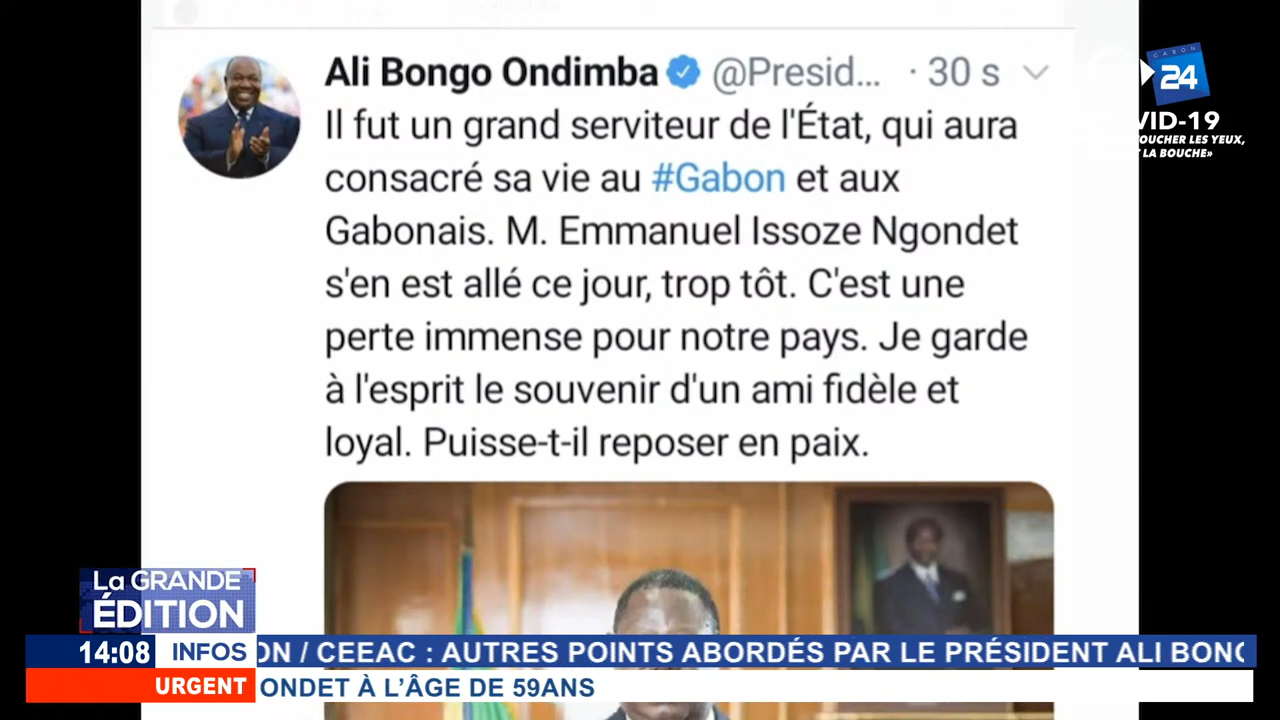 Ali Bongo Ondimba @Presid... · 30 s
Il fut un grand serviteur de l'État, qui aura
consacré sa vie au #Gabon et aux
Gabonais. M. Emmanuel Issoze Ngondet
s'en est allé ce jour, trop tôt. C'est une
perte immense pour notre pays. Je garde
à l'esprit le souvenir d'un ami fidèle et
loyal. Puisse-t-il reposer en paix.
GABON
24
VID-19
OUCHER LES YEUX,
LA BOUCHE»
La GRANDE
ÉDITION
14:08 INFOS ON / CEEAC : AUTRES POINTS ABORDÉS PAR LE PRÉSIDENT ALI BONG
URGENT ONDET À L'ÂGE DE 59ANS